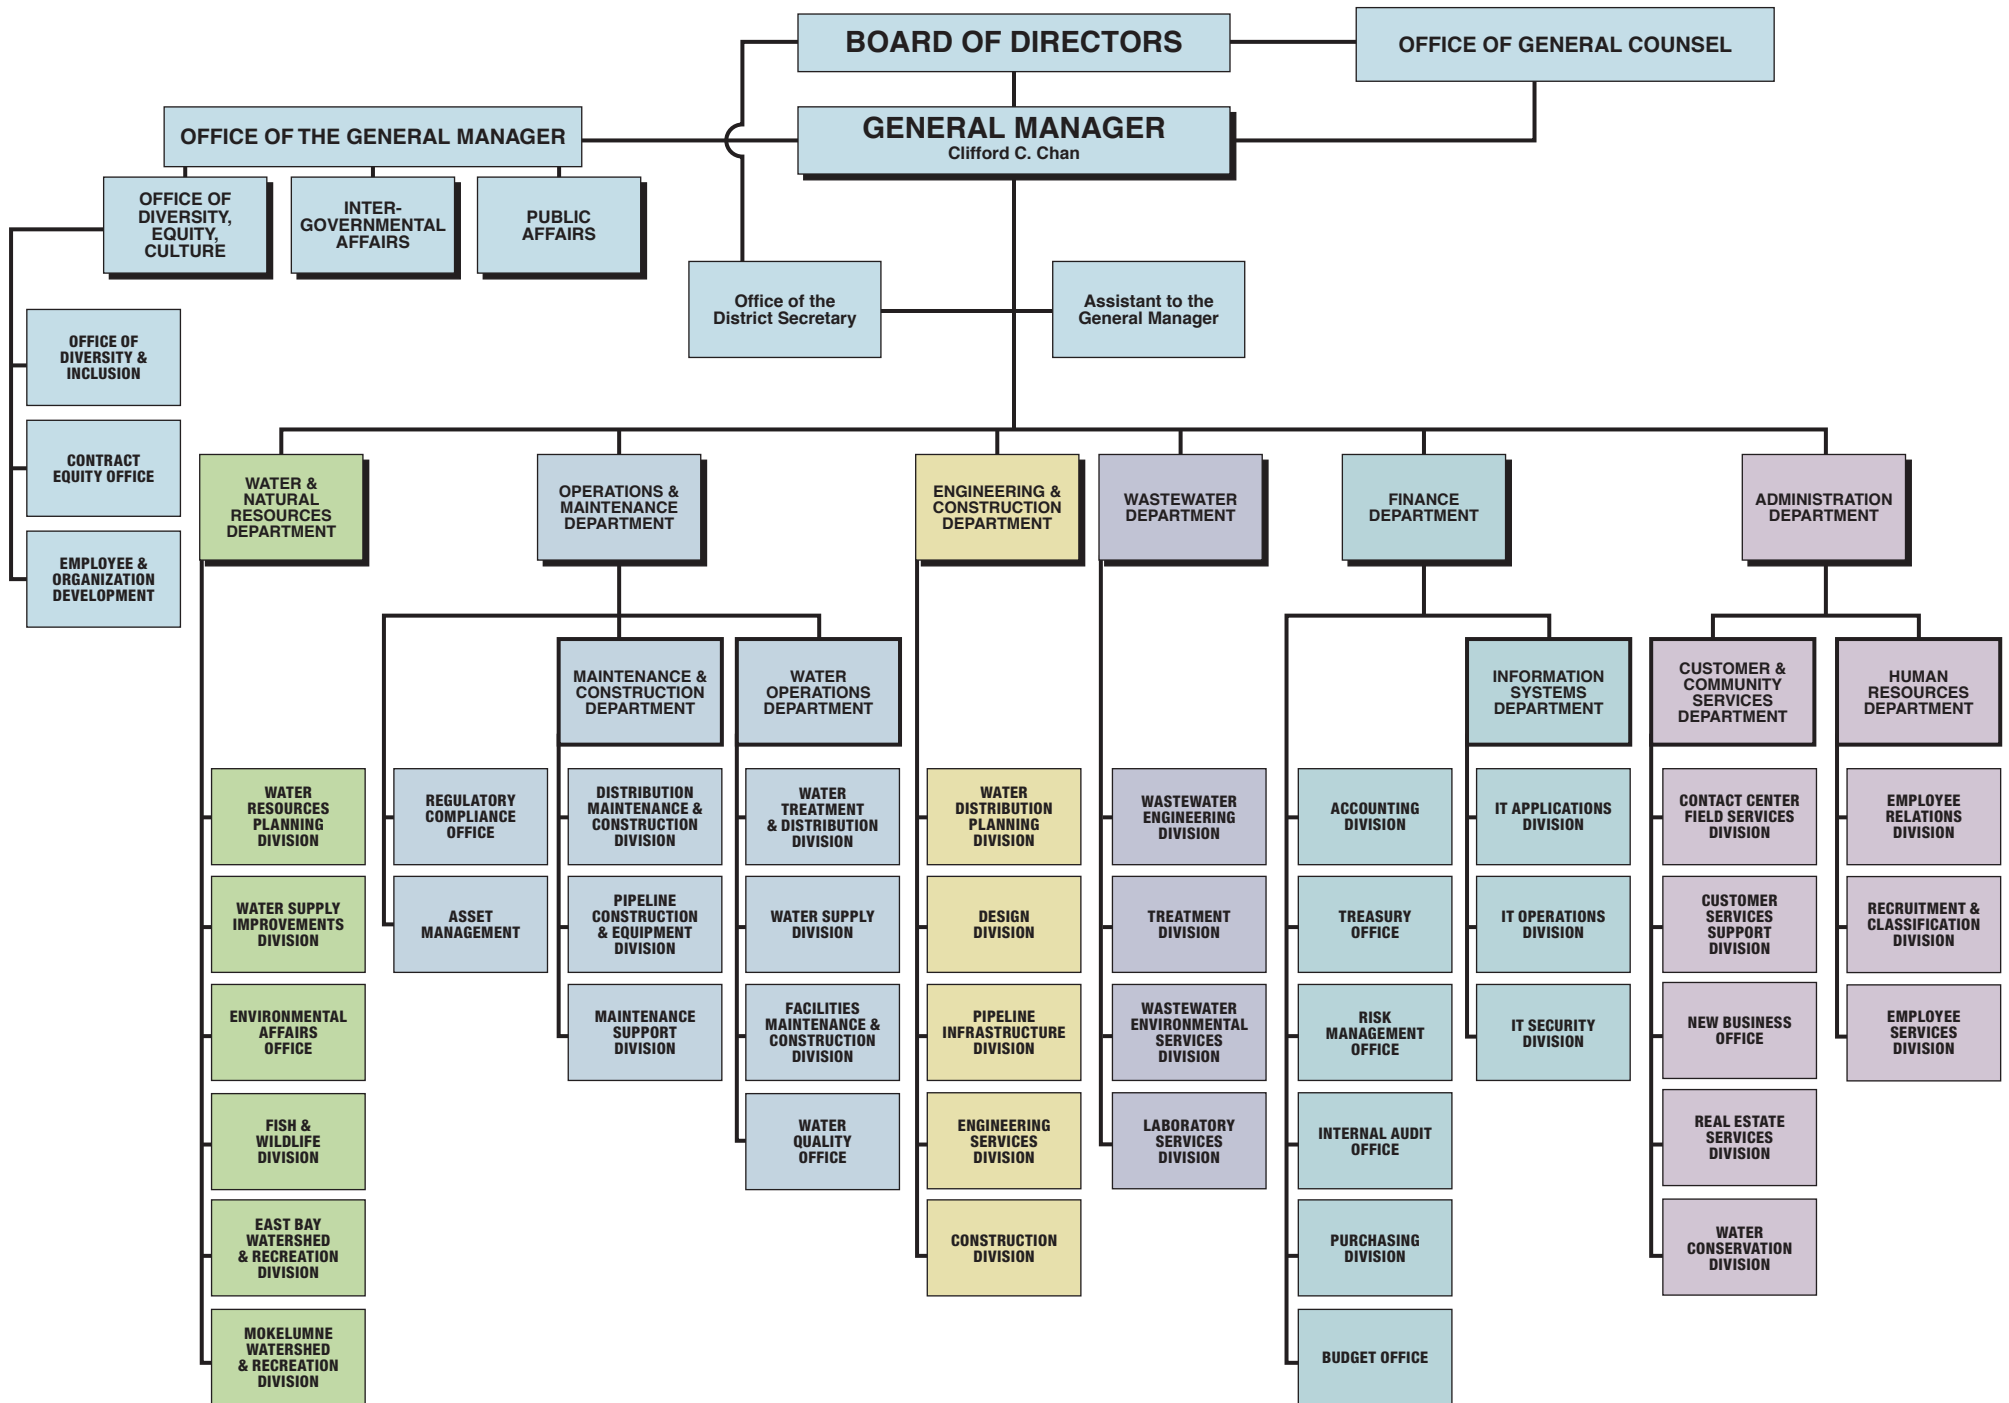 BOARD OF DIRECTORS
OFFICE OF GENERAL COUNSEL
OFFICE OF THE GENERAL MANAGER
GENERAL MANAGER
Clifford C. Chan
OFFICE OF
DIVERSITY,
EQUITY,
CULTURE
INTER-
GOVERNMENTAL
AFFAIRS
PUBLIC
AFFAIRS
Office of the
District Secretary
Assistant to the
General Manager
OFFICE OF
DIVERSITY &
INCLUSION
CONTRACT
EQUITY OFFICE
EMPLOYEE &
ORGANIZATION
DEVELOPMENT
WATER &
NATURAL
RESOURCES
DEPARTMENT
OPERATIONS &
MAINTENANCE
DEPARTMENT
ENGINEERING &
CONSTRUCTION
DEPARTMENT
WASTEWATER
DEPARTMENT
FINANCE
DEPARTMENT
ADMINISTRATION
DEPARTMENT
MAINTENANCE &
CONSTRUCTION
DEPARTMENT
WATER
OPERATIONS
DEPARTMENT
INFORMATION
SYSTEMS
DEPARTMENT
CUSTOMER &
COMMUNITY
SERVICES
DEPARTMENT
HUMAN
RESOURCES
DEPARTMENT
WATER
RESOURCES
PLANNING
DIVISION
WATER SUPPLY
IMPROVEMENTS
DIVISION
ENVIRONMENTAL
AFFAIRS
OFFICE
FISH &
WILDLIFE
DIVISION
EAST BAY
WATERSHED
& RECREATION
DIVISION
MOKELUMNE
WATERSHED
& RECREATION
DIVISION
REGULATORY
COMPLIANCE
OFFICE
ASSET
MANAGEMENT
DISTRIBUTION
MAINTENANCE &
CONSTRUCTION
DIVISION
PIPELINE
CONSTRUCTION
& EQUIPMENT
DIVISION
MAINTENANCE
SUPPORT
DIVISION
WATER
TREATMENT
& DISTRIBUTION
DIVISION
WATER SUPPLY
DIVISION
FACILITIES
MAINTENANCE &
CONSTRUCTION
DIVISION
WATER
QUALITY
OFFICE
WATER
DISTRIBUTION
PLANNING
DIVISION
DESIGN
DIVISION
PIPELINE
INFRASTRUCTURE
DIVISION
ENGINEERING
SERVICES
DIVISION
CONSTRUCTION
DIVISION
WASTEWATER
ENGINEERING
DIVISION
TREATMENT
DIVISION
WASTEWATER
ENVIRONMENTAL
SERVICES
DIVISION
LABORATORY
SERVICES
DIVISION
ACCOUNTING
DIVISION
TREASURY
OFFICE
RISK
MANAGEMENT
OFFICE
INTERNAL AUDIT
OFFICE
PURCHASING
DIVISION
BUDGET OFFICE
IT APPLICATIONS
DIVISION
IT OPERATIONS
DIVISION
IT SECURITY
DIVISION
CONTACT CENTER
FIELD SERVICES
DIVISION
CUSTOMER
SERVICES
SUPPORT
DIVISION
NEW BUSINESS
OFFICE
REAL ESTATE
SERVICES
DIVISION
WATER
CONSERVATION
DIVISION
EMPLOYEE
RELATIONS
DIVISION
RECRUITMENT &
CLASSIFICATION
DIVISION
EMPLOYEE
SERVICES
DIVISION